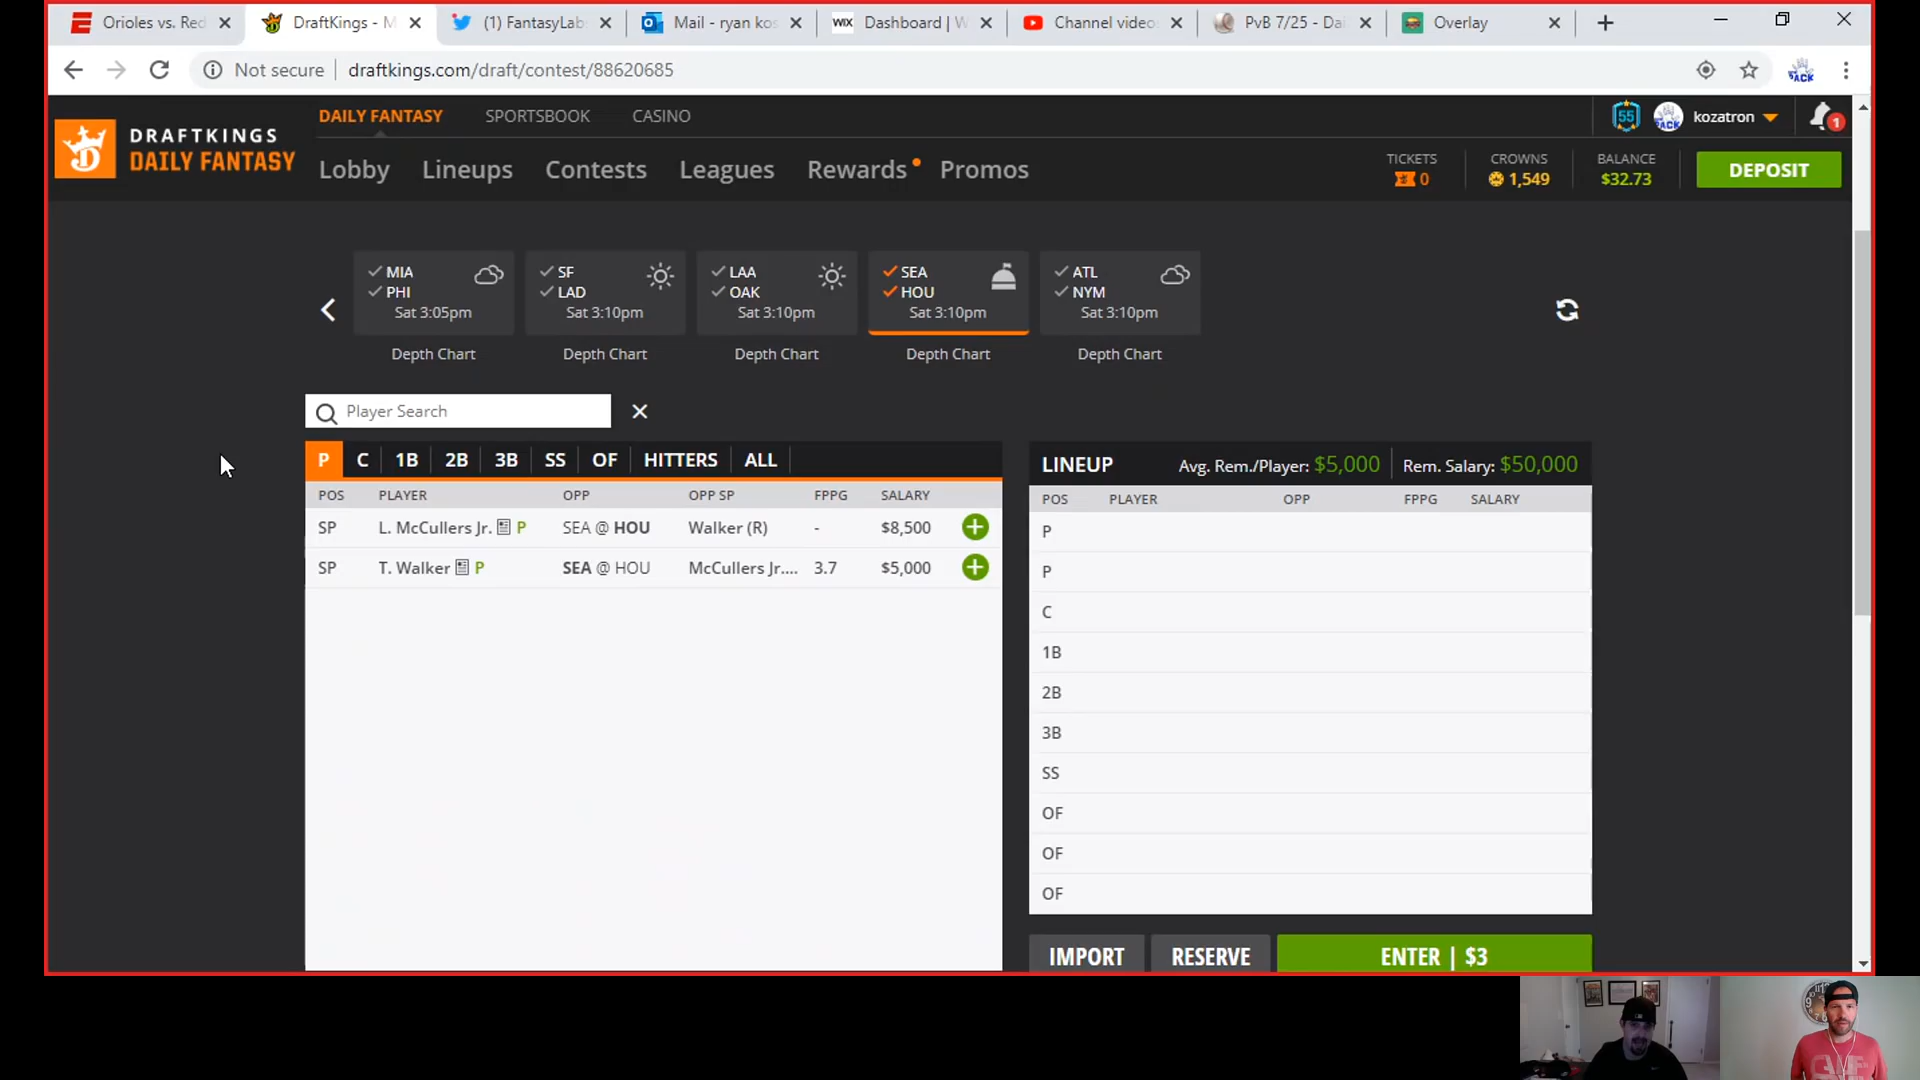 Orioles vs. Red
DraftKings - M
(1) FantasyLab
Mail - ryan kos
WIX
Dashboard | W
Channel video
PvB 7/25 - Dai
Overlay
Not secure
draftkings.com/draft/contest/88620685
DRAFTKINGS
DAILY FANTASY
DAILY FANTASY
SPORTSBOOK
CASINO
55
kozatron
1
Lobby
Lineups
Contests
Leagues
Rewards
Promos
TICKETS
0
CROWNS
1,549
BALANCE
$32.73
DEPOSIT
MIA
PHI
Sat 3:05pm
Depth Chart
SF
LAD
Sat 3:10pm
Depth Chart
LAA
OAK
Sat 3:10pm
Depth Chart
SEA
HOU
Sat 3:10pm
Depth Chart
ATL
NYM
Sat 3:10pm
Depth Chart
Player Search
P C 1B 2B 3B SS OF HITTERS ALL
POS PLAYER OPP OPP SP FPPG SALARY
SP L. McCullers Jr. P SEA @ HOU Walker (R) - $8,500
SP T. Walker P SEA @ HOU McCullers Jr.... 3.7 $5,000
LINEUP Avg. Rem./Player: $5,000 Rem. Salary: $50,000
POS PLAYER OPP FPPG SALARY
P
P
C
1B
2B
3B
SS
OF
OF
OF
IMPORT
RESERVE
ENTER | $3